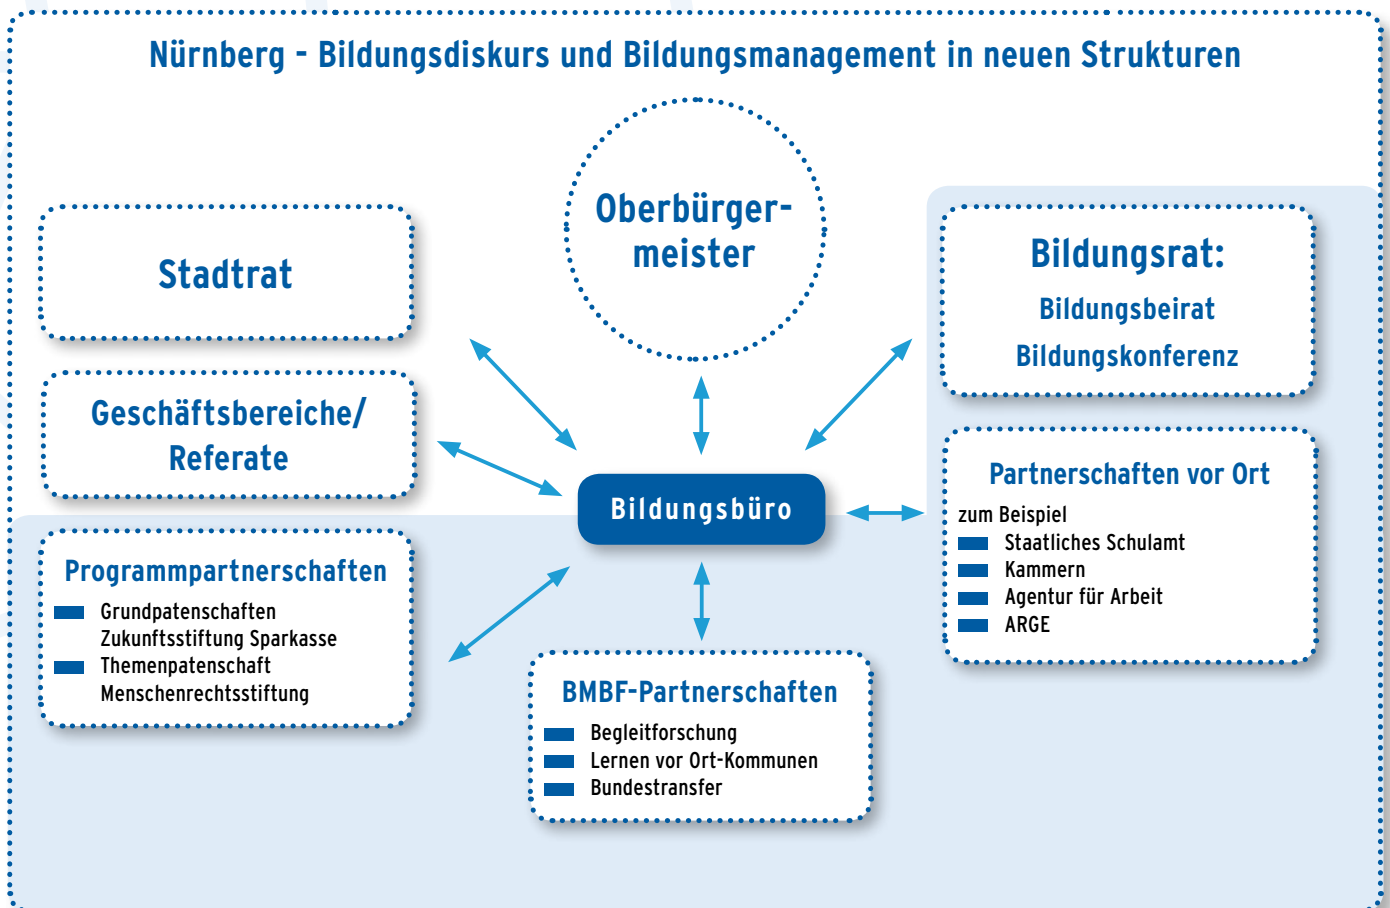 Nürnberg - Bildungsdiskurs und Bildungsmanagement in neuen Strukturen
Oberbürger-
meister
Stadtrat
Bildungsrat:
Bildungsbeirat
Bildungskonferenz
Geschäftsbereiche/
Referate
Bildungsbüro
Partnerschaften vor Ort
zum Beispiel
Staatliches Schulamt
Kammern
Agentur für Arbeit
ARGE
Programmpartnerschaften
Grundpatenschaften
Zukunftsstiftung Sparkasse
Themenpatenschaft
Menschenrechtsstiftung
BMBF-Partnerschaften
Begleitforschung
Lernen vor Ort-Kommunen
Bundestransfer